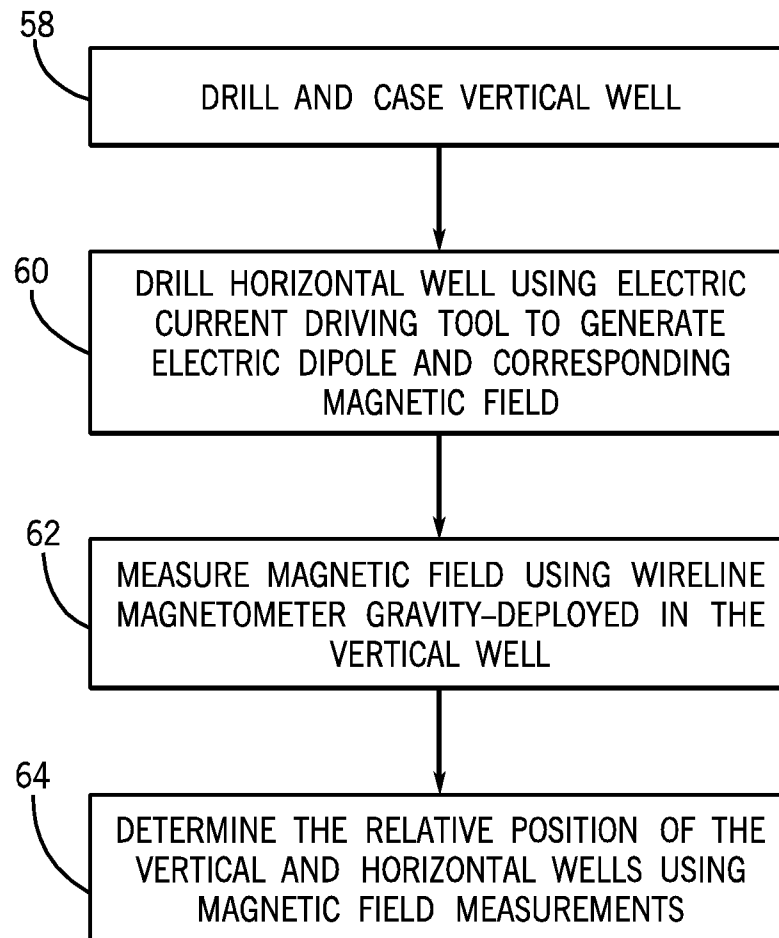 58
DRILL AND CASE VERTICAL WELL
60
DRILL HORIZONTAL WELL USING ELECTRIC
CURRENT DRIVING TOOL TO GENERATE
ELECTRIC DIPOLE AND CORRESPONDING
MAGNETIC FIELD
62
MEASURE MAGNETIC FIELD USING WIRELINE
MAGNETOMETER GRAVITY–DEPLOYED IN THE
VERTICAL WELL
64
DETERMINE THE RELATIVE POSITION OF THE
VERTICAL AND HORIZONTAL WELLS USING
MAGNETIC FIELD MEASUREMENTS